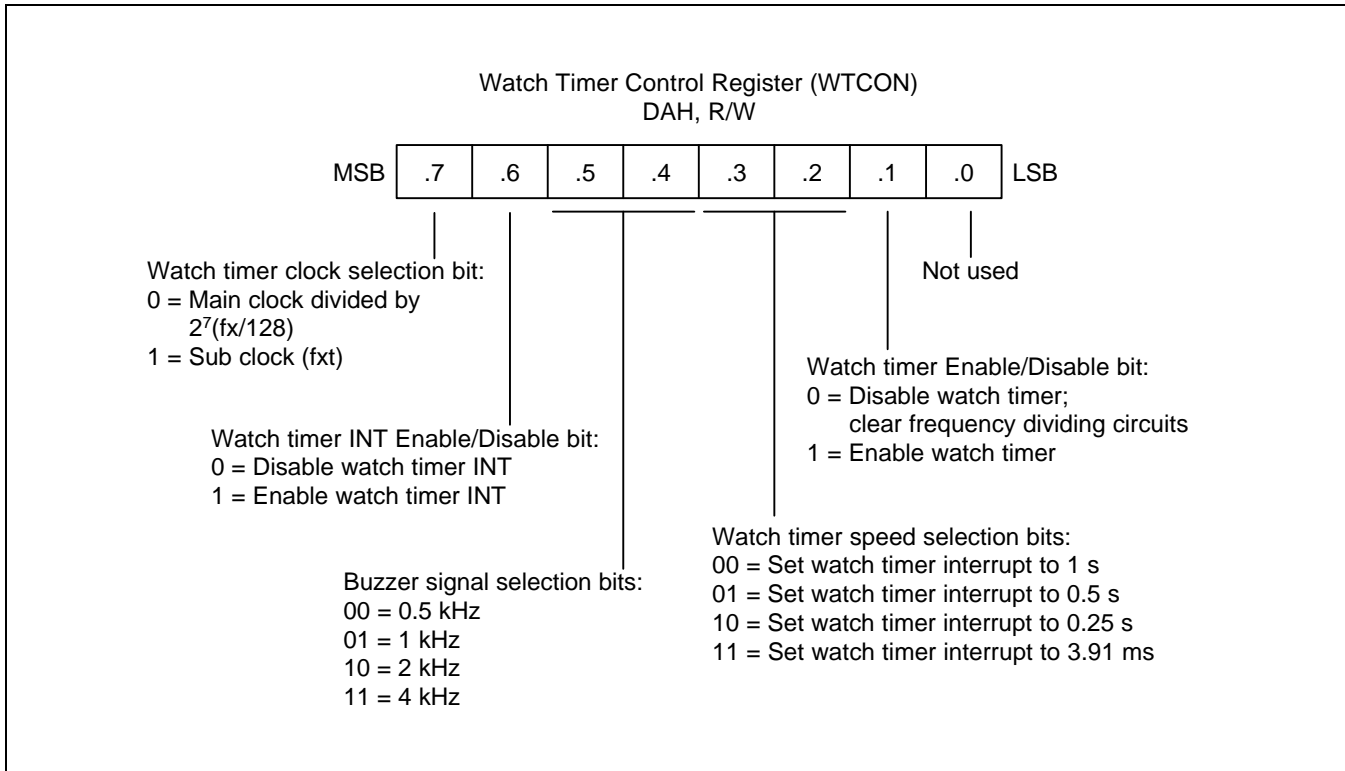 Watch Timer Control Register (WTCON)
DAH, R/W
MSB .7 .6 .5 .4 .3 .2 .1 .0 LSB
Watch timer clock selection bit:
0 = Main clock divided by
2⁷(fx/128)
1 = Sub clock (fxt)
Not used
Watch timer Enable/Disable bit:
0 = Disable watch timer;
clear frequency dividing circuits
1 = Enable watch timer
Watch timer INT Enable/Disable bit:
0 = Disable watch timer INT
1 = Enable watch timer INT
Watch timer speed selection bits:
00 = Set watch timer interrupt to 1 s
01 = Set watch timer interrupt to 0.5 s
10 = Set watch timer interrupt to 0.25 s
11 = Set watch timer interrupt to 3.91 ms
Buzzer signal selection bits:
00 = 0.5 kHz
01 = 1 kHz
10 = 2 kHz
11 = 4 kHz